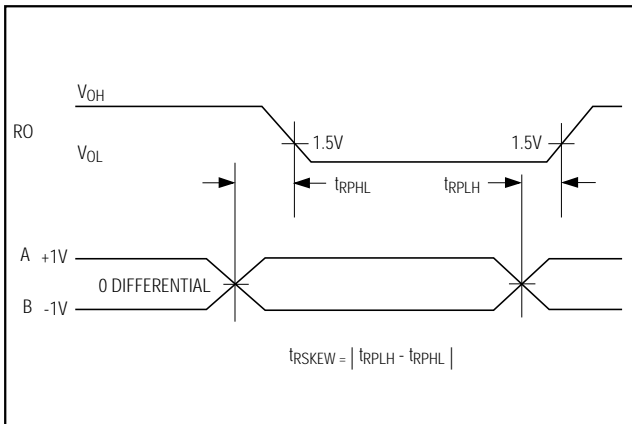 VOH
RO
1.5V
1.5V
VOL
tRPHL
tRPLH
A +1V
0 DIFFERENTIAL
B -1V
tRSKEW = | tRPLH - tRPHL |